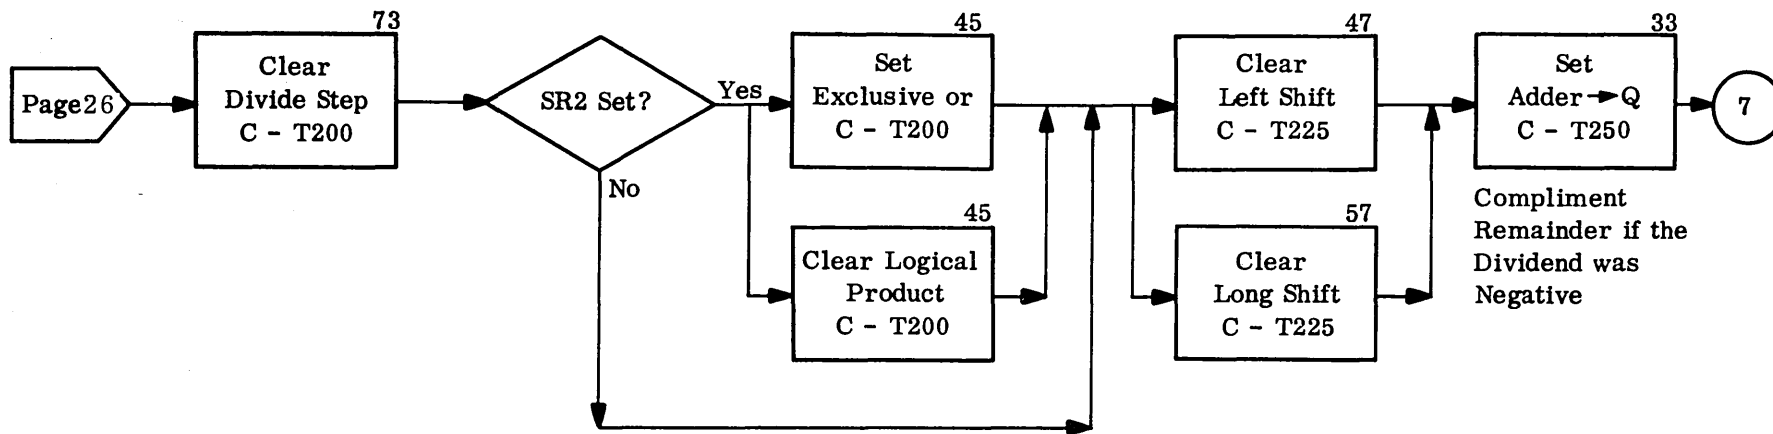 Page26
73
Clear
Divide Step
C - T200
SR2 Set?
Yes
No
45
Set
Exclusive or
C - T200
45
Clear Logical
Product
C - T200
47
Clear
Left Shift
C - T225
57
Clear
Long Shift
C - T225
33
Set
Adder → Q
C - T250
Compliment
Remainder if the
Dividend was
Negative
7